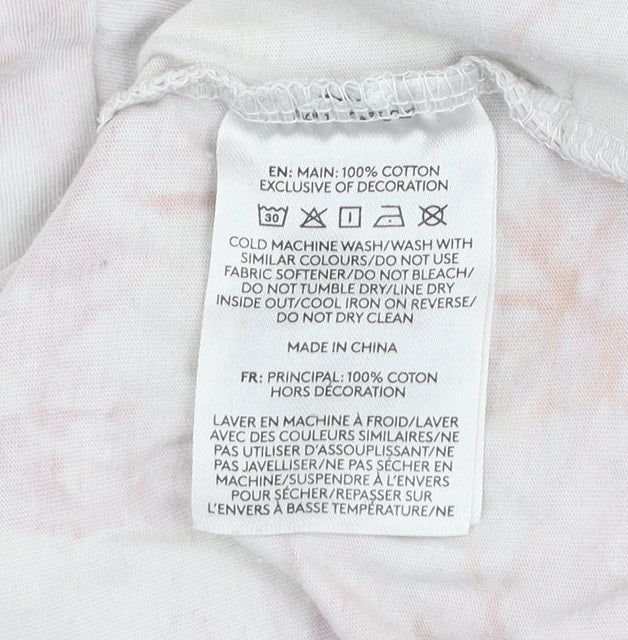 EN: MAIN: 100% COTTON
EXCLUSIVE OF DECORATION
30
COLD MACHINE WASH/WASH WITH
SIMILAR COLOURS/DO NOT USE
FABRIC SOFTENER/DO NOT BLEACH/
DO NOT TUMBLE DRY/LINE DRY
INSIDE OUT/COOL IRON ON REVERSE/
DO NOT DRY CLEAN
MADE IN CHINA
FR: PRINCIPAL: 100% COTON
HORS DÉCORATION
LAVER EN MACHINE À FROID/LAVER
AVEC DES COULEURS SIMILAIRES/NE
PAS UTILISER D'ASSOUPLISSANT/NE
PAS JAVELLISER/NE PAS SÉCHER EN
MACHINE/SUSPENDRE À L'ENVERS
POUR SÉCHER/REPASSER SUR
L'ENVERS À BASSE TEMPÉRATURE/NE